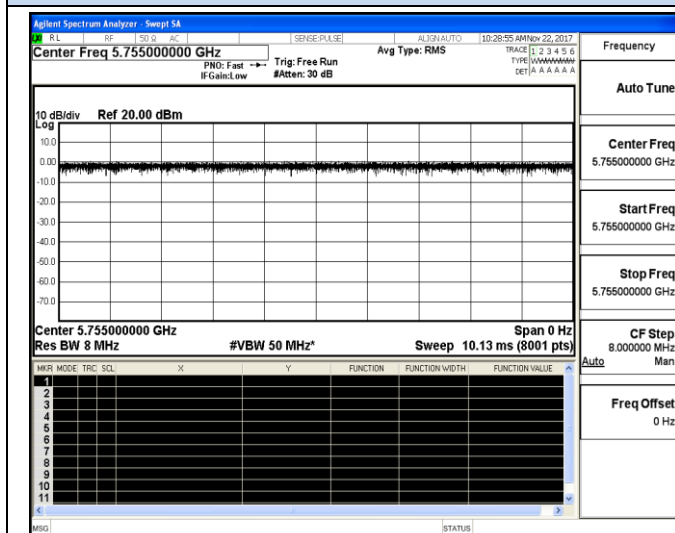 Agilent Spectrum Analyzer - Swept SA
RL RF 50 Ω AC SENSE:PULSE ALIGNAUTO 10:28:55 AMNov 22, 2017
Center Freq 5.755000000 GHz
PNO: Fast
IFGain:Low
Trig: Free Run
#Atten: 30 dB
Avg Type: RMS
TRACE 1 2 3 4 5 6
TYPE WWWWWW
DET A A A A A A
Frequency
10 dB/div Ref 20.00 dBm
Log
10.0
0.00
-10.0
-20.0
-30.0
-40.0
-50.0
-60.0
-70.0
Center 5.755000000 GHz Span 0 Hz
Res BW 8 MHz #VBW 50 MHz* Sweep 10.13 ms (8001 pts)
MKR MODE TRC SCL X Y FUNCTION FUNCTION WIDTH FUNCTION VALUE
1
2
3
4
5
6
7
8
9
10
11
MSG STATUS
Auto Tune
Center Freq
5.755000000 GHz
Start Freq
5.755000000 GHz
Stop Freq
5.755000000 GHz
CF Step
8.000000 MHz
Auto Man
Freq Offset
0 Hz